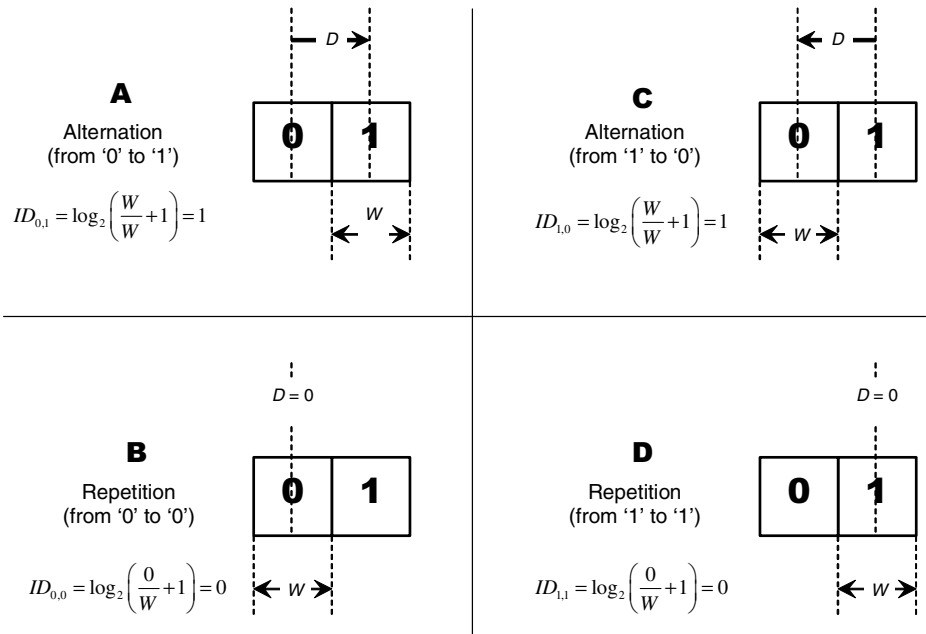 D
A
Alternation
(from ‘0’ to ‘1’)
0 1
ID0,1 = log2(W/W + 1) = 1
W
D
C
Alternation
(from ‘1’ to ‘0’)
0 1
ID1,0 = log2(W/W + 1) = 1
W
D = 0
B
Repetition
(from ‘0’ to ‘0’)
0 1
ID0,0 = log2(0/W + 1) = 0
W
D = 0
D
Repetition
(from ‘1’ to ‘1’)
0 1
ID1,1 = log2(0/W + 1) = 0
W